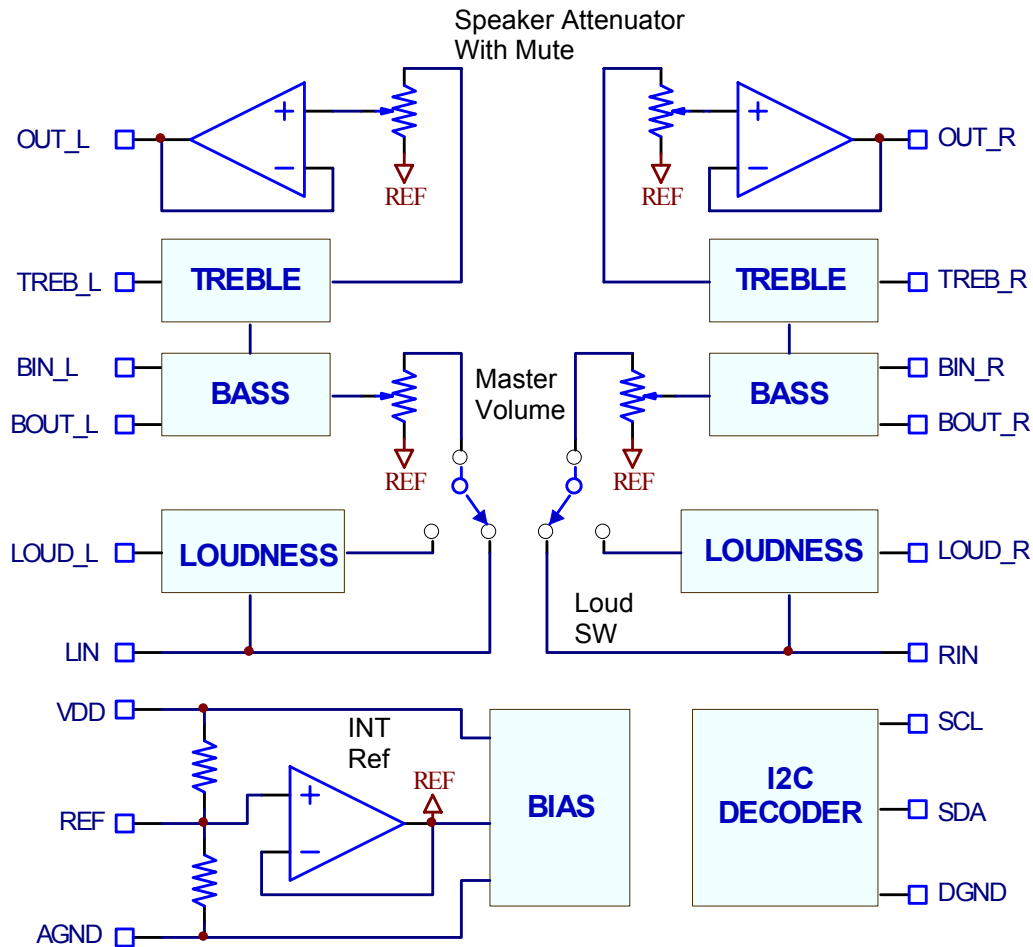 Speaker Attenuator
With Mute
OUT_L
+
−
REF
REF
+
−
OUT_R
TREB_L
TREBLE
TREBLE
TREB_R
BIN_L
BOUT_L
BASS
REF
Master
Volume
REF
BASS
BIN_R
BOUT_R
LOUD_L
LOUDNESS
LOUDNESS
LOUD_R
Loud
SW
LIN
RIN
VDD
REF
AGND
INT
Ref
+
−
REF
BIAS
I2C
DECODER
SCL
SDA
DGND